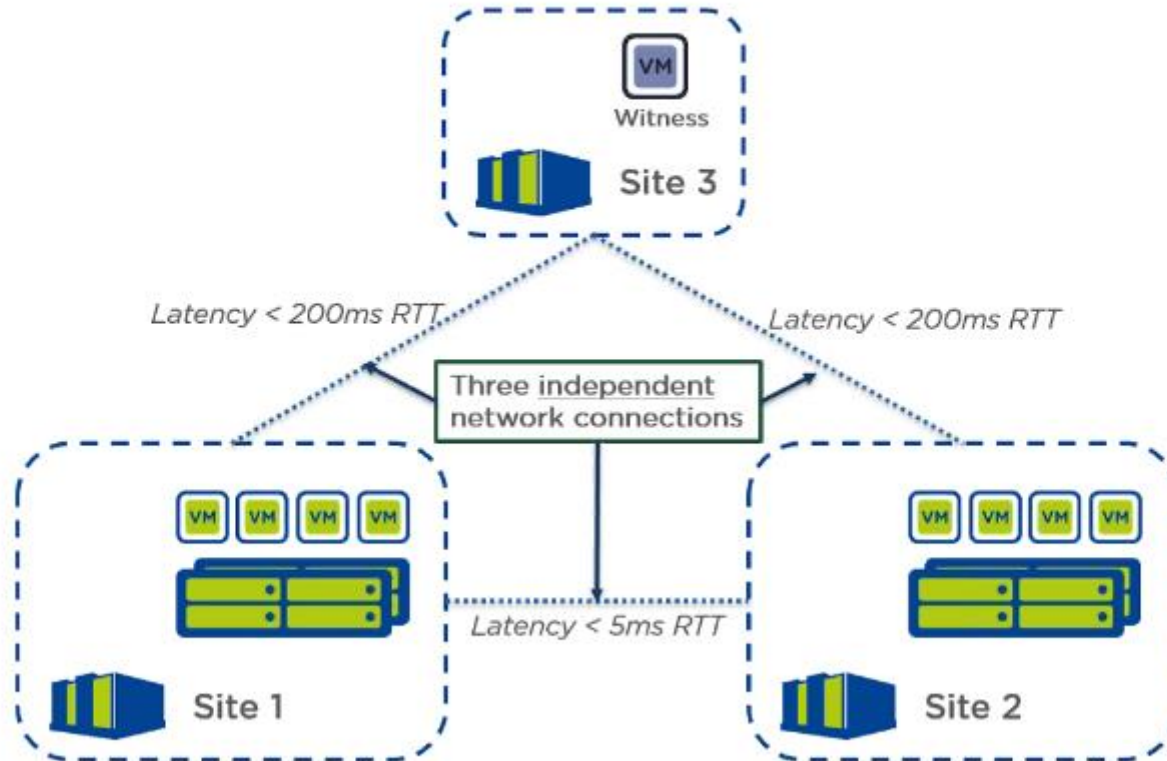 VM
Witness
Site 3
Latency < 200ms RTT
Latency < 200ms RTT
Three independent
network connections
VM VM VM VM
VM VM VM VM
Latency < 5ms RTT
Site 1
Site 2